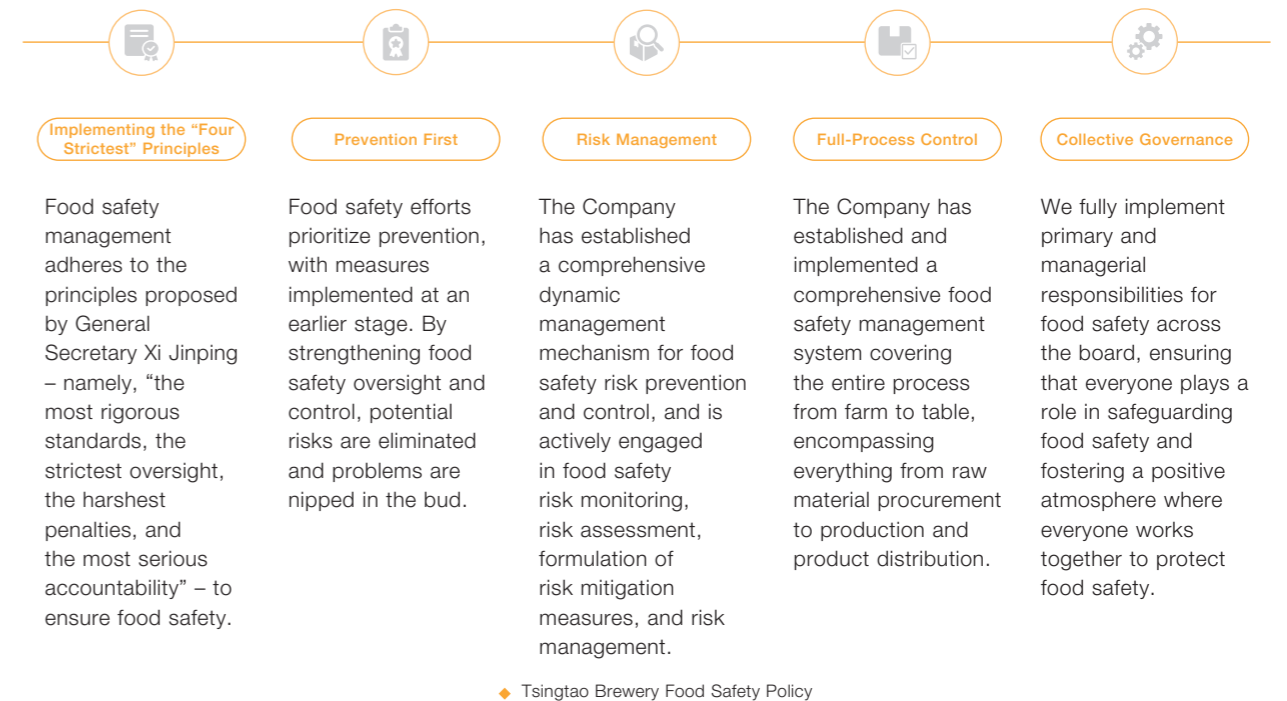 Implementing the “Four
Strictest” Principles
Food safety
management
adheres to the
principles proposed
by General
Secretary Xi Jinping
– namely, “the
most rigorous
standards, the
strictest oversight,
the harshest
penalties, and
the most serious
accountability” – to
ensure food safety.
Prevention First
Food safety efforts
prioritize prevention,
with measures
implemented at an
earlier stage. By
strengthening food
safety oversight and
control, potential
risks are eliminated
and problems are
nipped in the bud.
Risk Management
The Company
has established
a comprehensive
dynamic
management
mechanism for food
safety risk prevention
and control, and is
actively engaged
in food safety
risk monitoring,
risk assessment,
formulation of
risk mitigation
measures, and risk
management.
Full-Process Control
The Company has
established and
implemented a
comprehensive food
safety management
system covering
the entire process
from farm to table,
encompassing
everything from raw
material procurement
to production and
product distribution.
Collective Governance
We fully implement
primary and
managerial
responsibilities for
food safety across
the board, ensuring
that everyone plays a
role in safeguarding
food safety and
fostering a positive
atmosphere where
everyone works
together to protect
food safety.
◆ Tsingtao Brewery Food Safety Policy